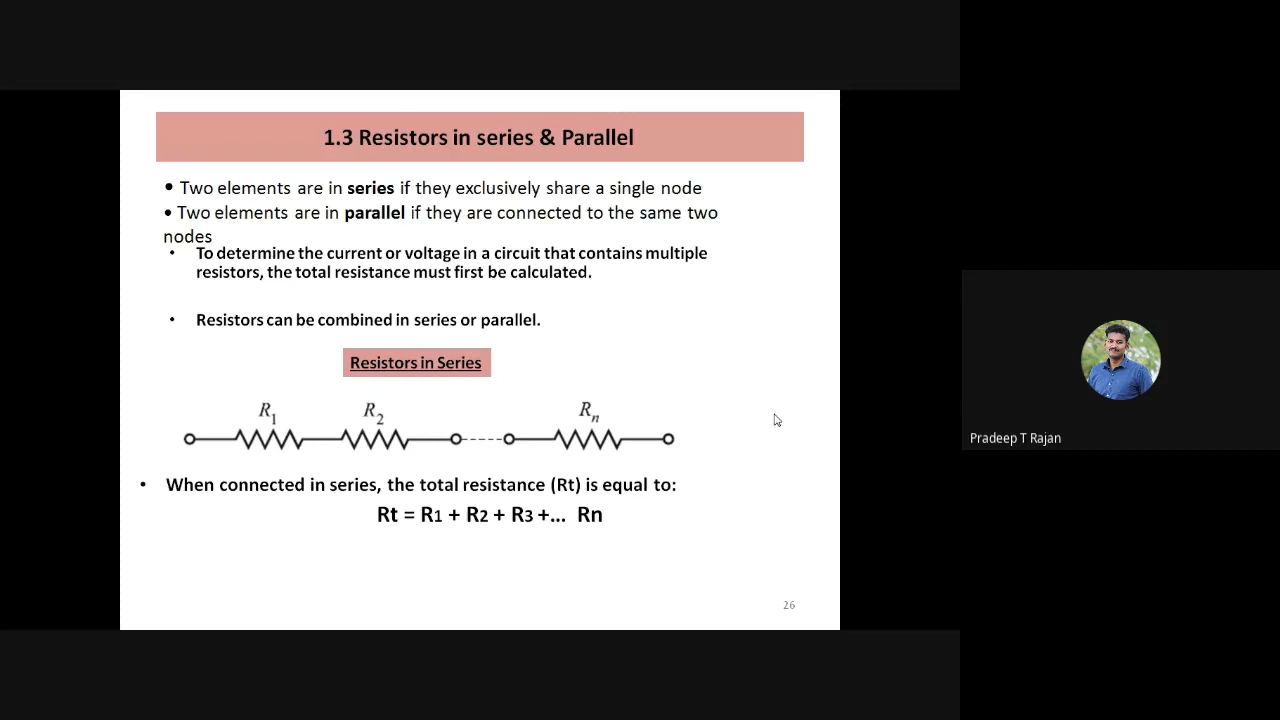 1.3 Resistors in series & Parallel
• Two elements are in series if they exclusively share a single node
• Two elements are in parallel if they are connected to the same two
nodes
• To determine the current or voltage in a circuit that contains multiple
resistors, the total resistance must first be calculated.
• Resistors can be combined in series or parallel.
Resistors in Series
R1 R2 Rn
• When connected in series, the total resistance (Rt) is equal to:
Rt = R1 + R2 + R3 +... Rn
26
Pradeep T Rajan